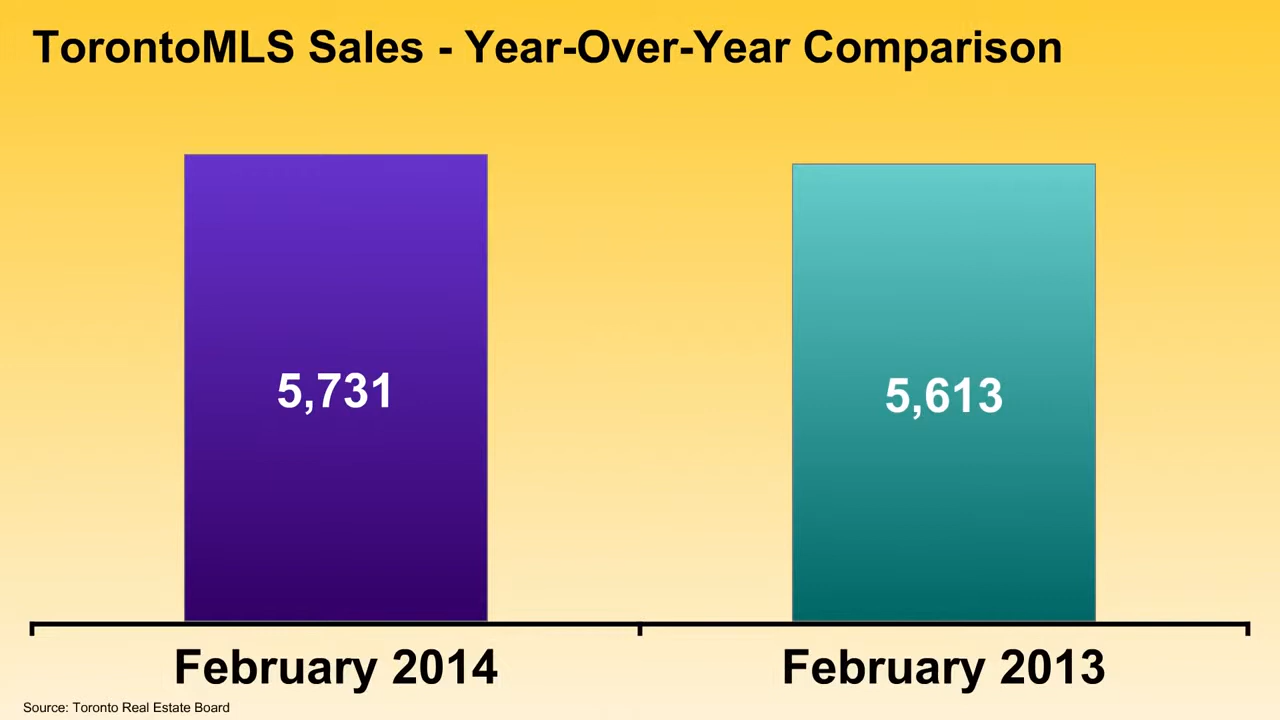 TorontoMLS Sales - Year-Over-Year Comparison
5,731
5,613
February 2014
February 2013
Source: Toronto Real Estate Board